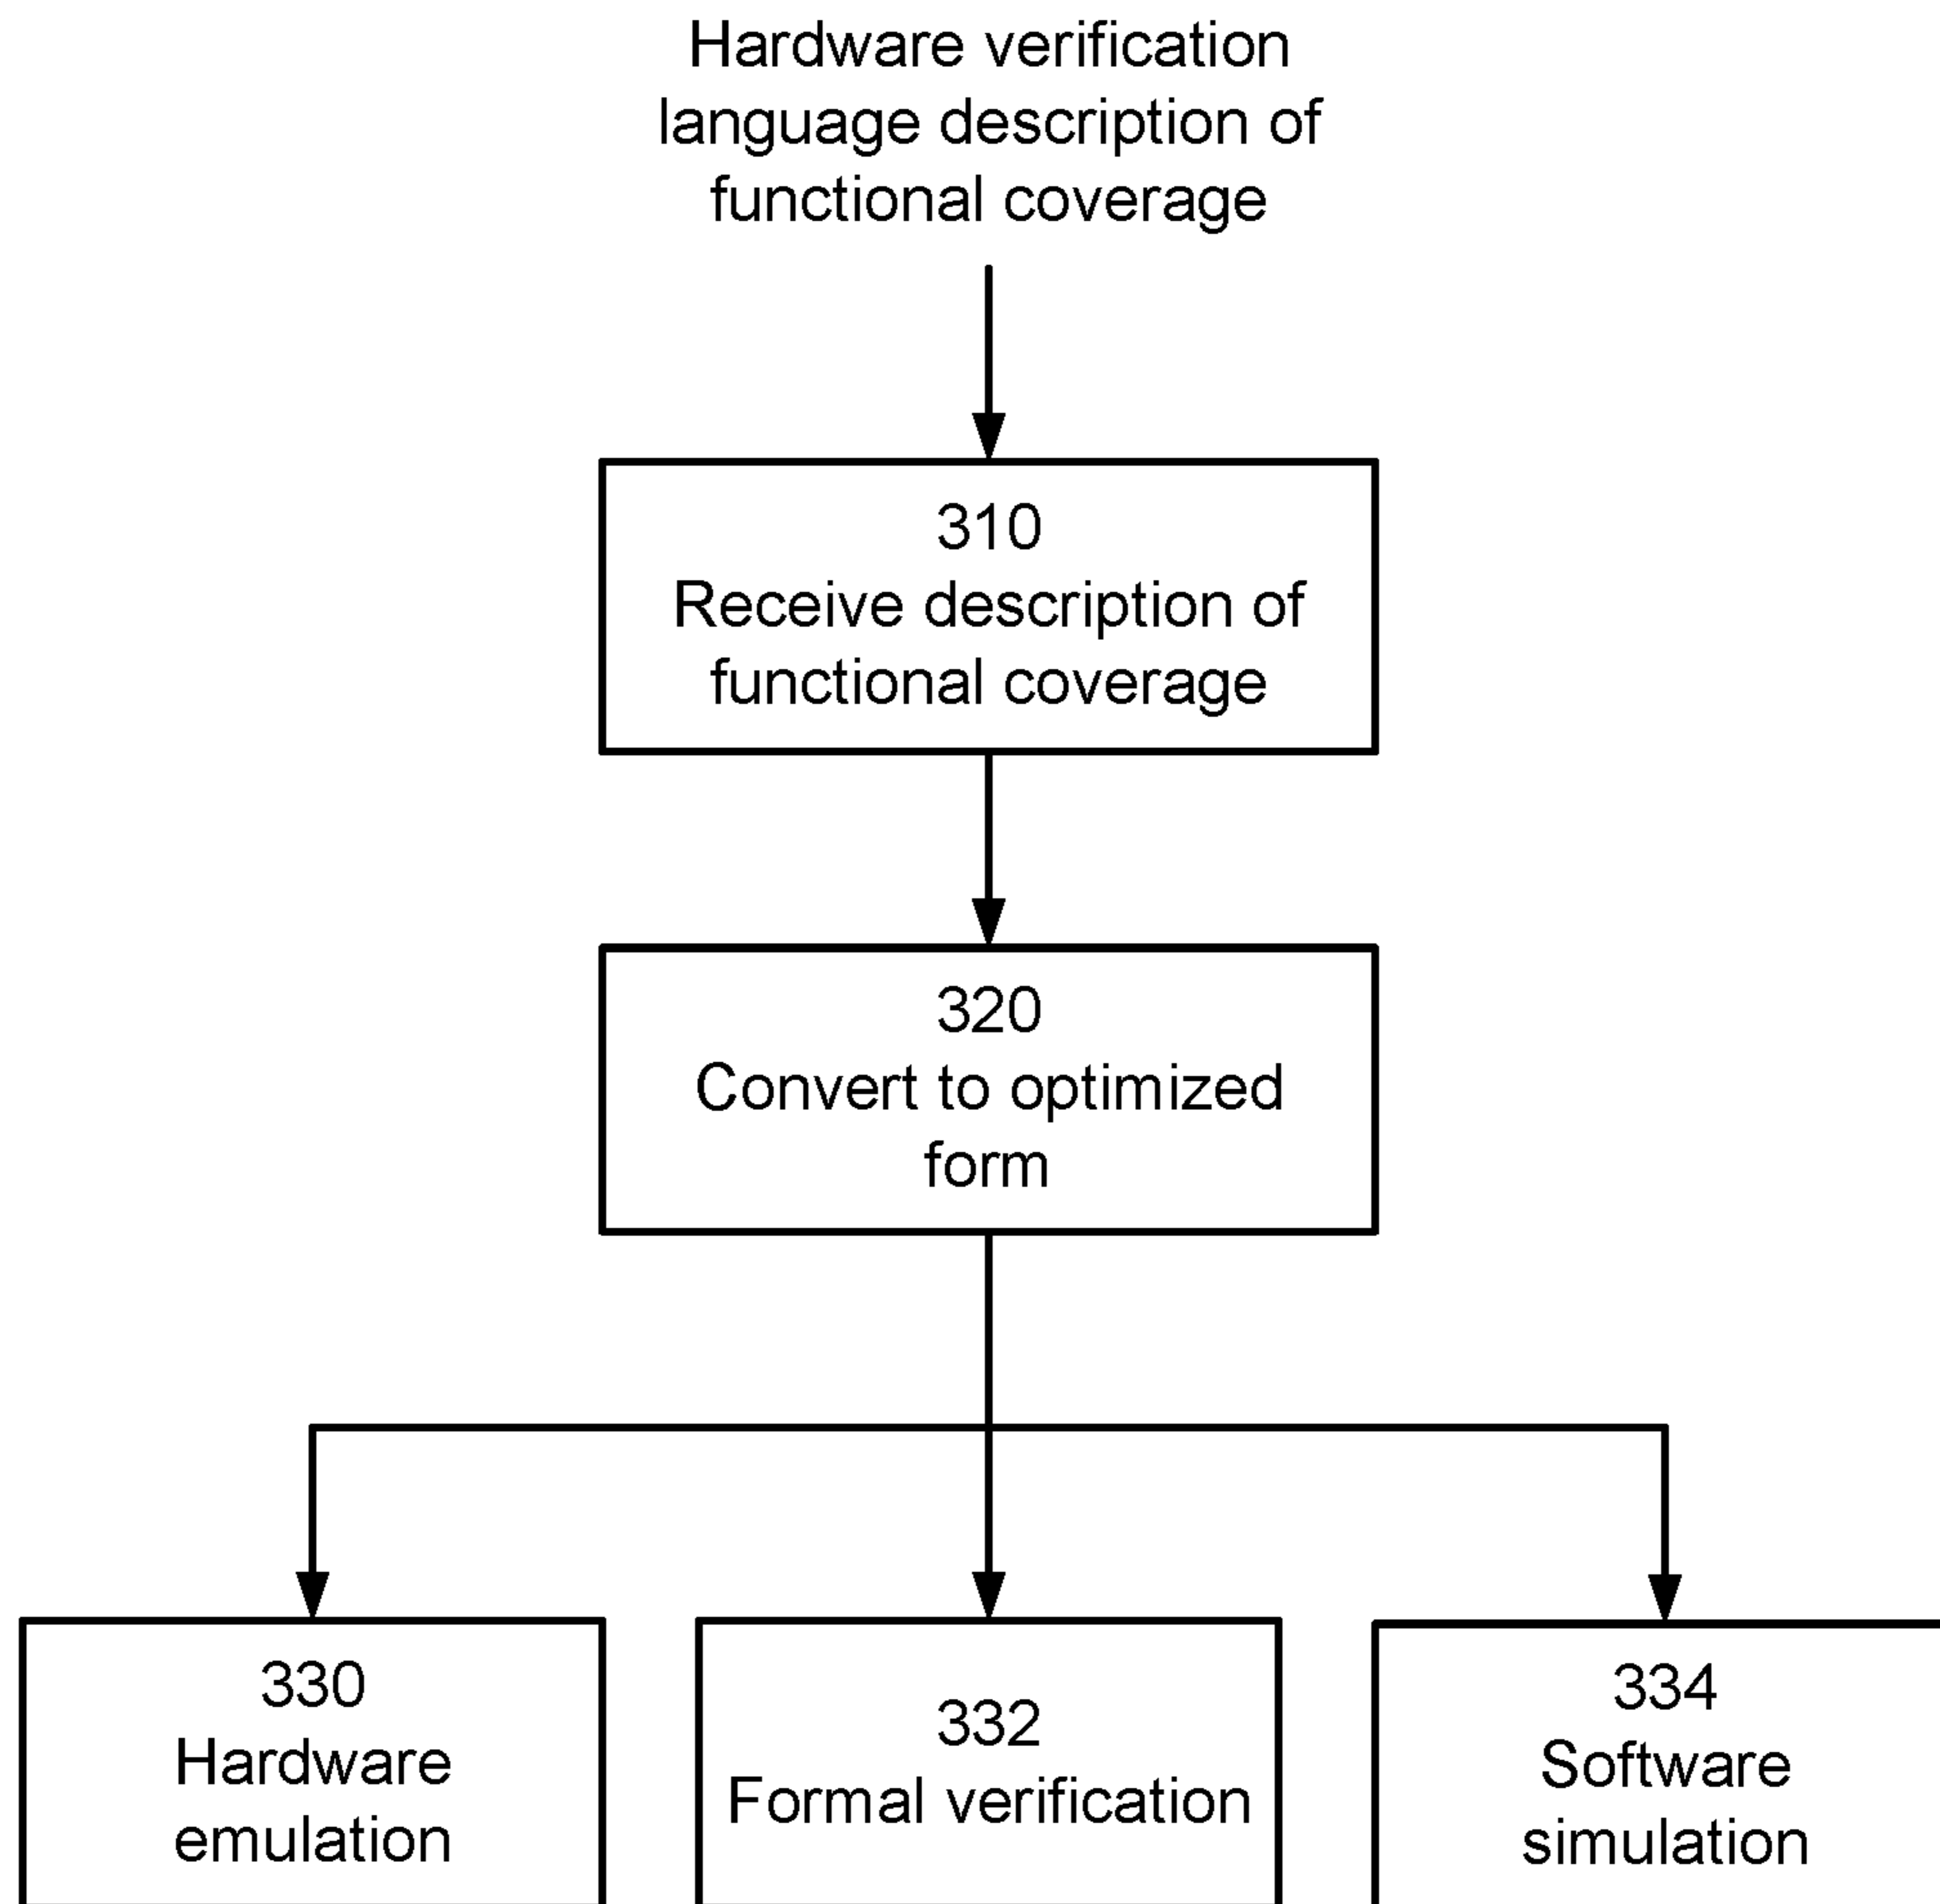 Hardware verification
language description of
functional coverage
310
Receive description of
functional coverage
320
Convert to optimized
form
330
Hardware
emulation
332
Formal verification
334
Software
simulation